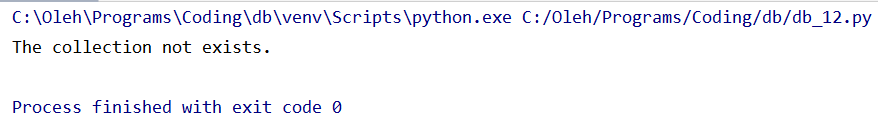 C:\Oleh\Programs\Coding\db\venv\Scripts\python.exe C:/Oleh/Programs/Coding/db/db_12.py
The collection not exists.
Process finished with exit code 0